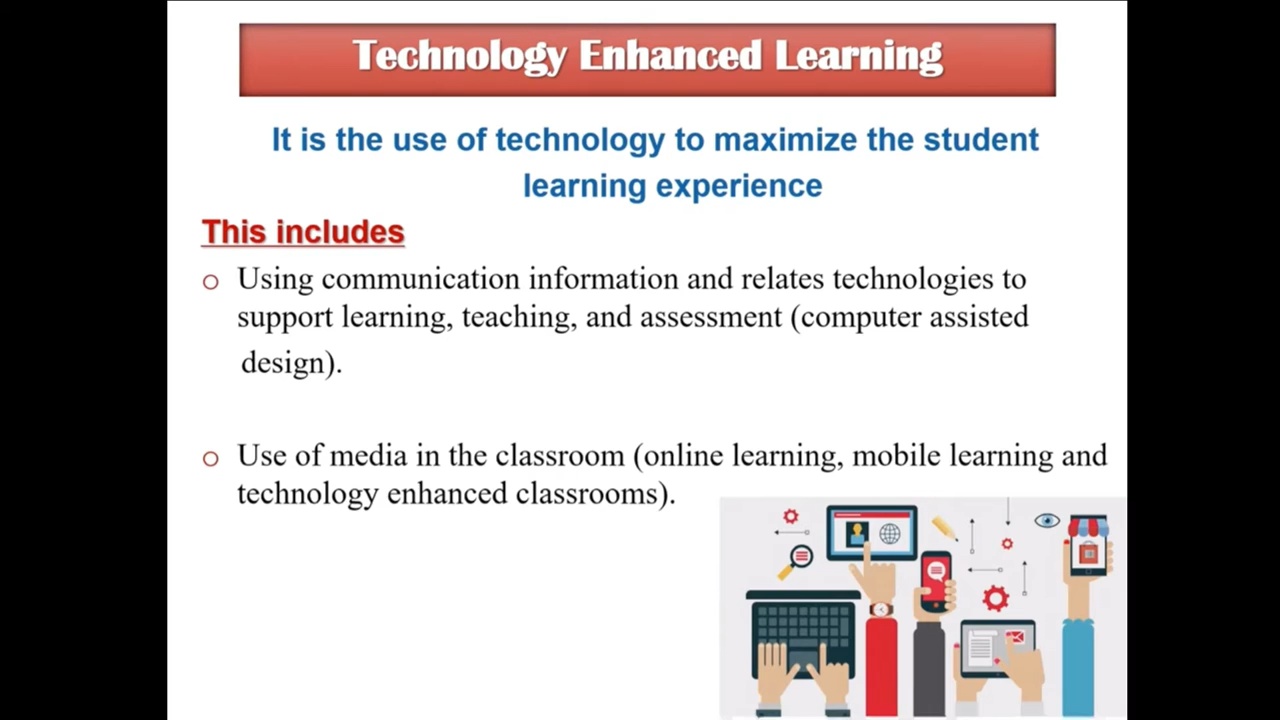 Technology Enhanced Learning
It is the use of technology to maximize the student
learning experience
This includes
Using communication information and relates technologies to
support learning, teaching, and assessment (computer assisted
design).
Use of media in the classroom (online learning, mobile learning and
technology enhanced classrooms).